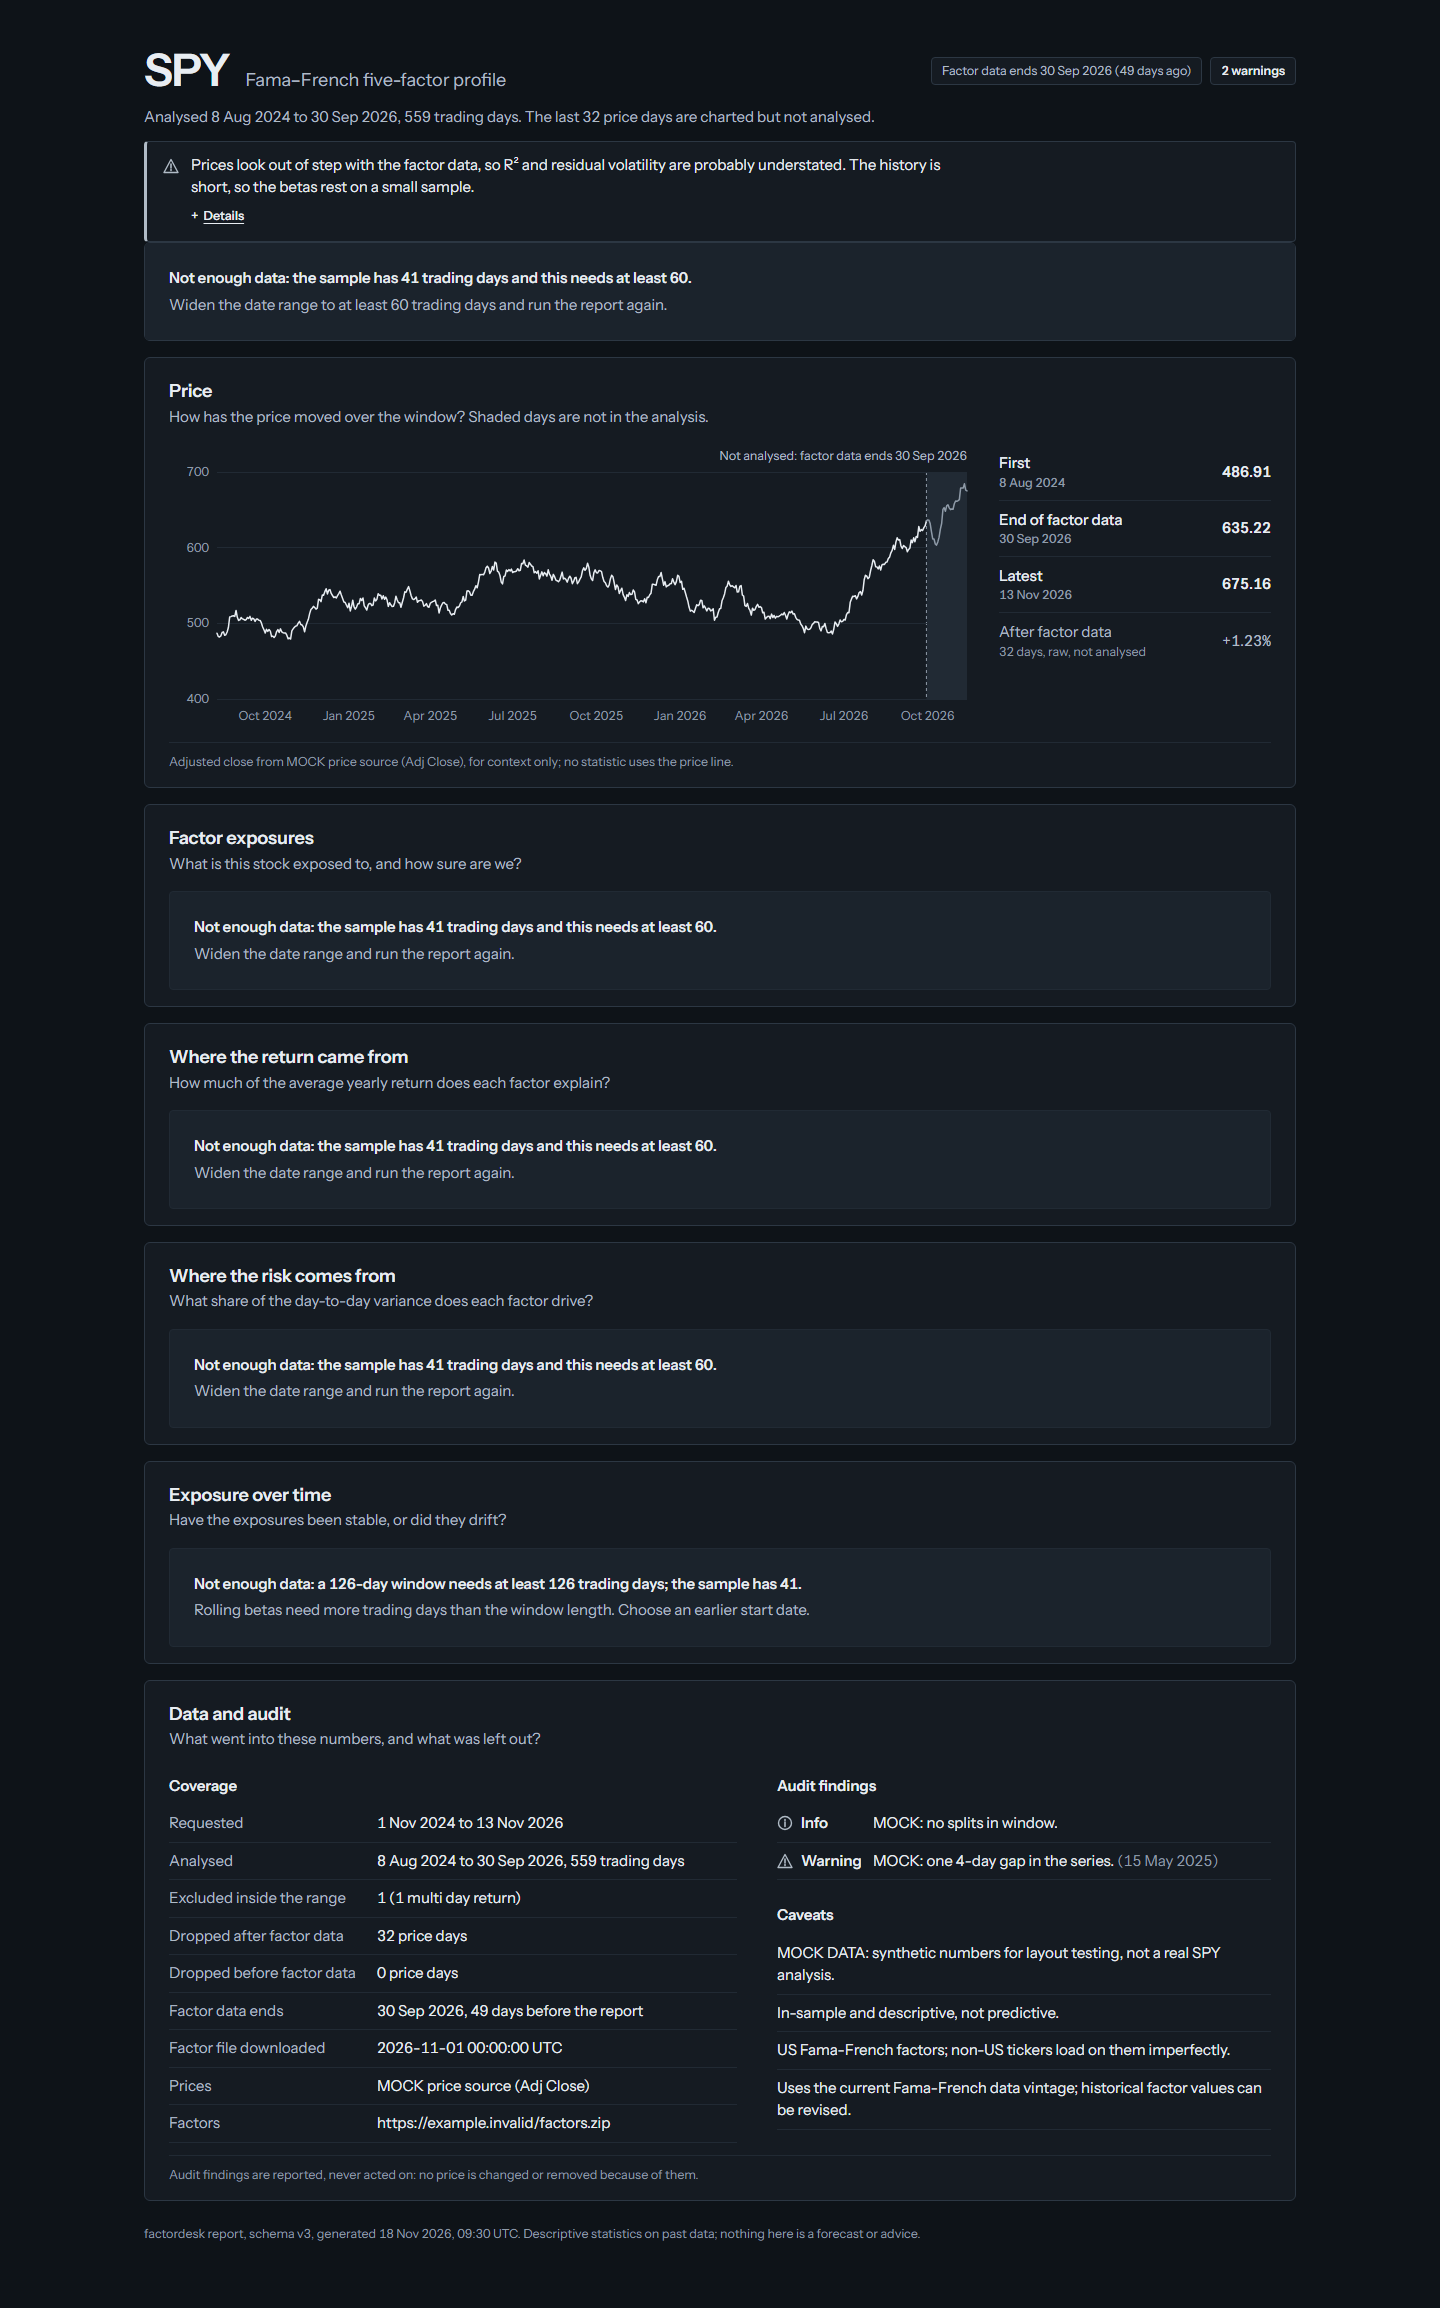 SPY Fama–French five-factor profile
Factor data ends 30 Sep 2026 (49 days ago)
2 warnings
Analysed 8 Aug 2024 to 30 Sep 2026, 559 trading days. The last 32 price days are charted but not analysed.
Prices look out of step with the factor data, so R² and residual volatility are probably understated. The history is
short, so the betas rest on a small sample.
+ Details
Not enough data: the sample has 41 trading days and this needs at least 60.
Widen the date range to at least 60 trading days and run the report again.
Price
How has the price moved over the window? Shaded days are not in the analysis.
Not analysed: factor data ends 30 Sep 2026
700
600
500
400
Oct 2024 Jan 2025 Apr 2025 Jul 2025 Oct 2025 Jan 2026 Apr 2026 Jul 2026 Oct 2026
First
8 Aug 2024
486.91
End of factor data
30 Sep 2026
635.22
Latest
13 Nov 2026
675.16
After factor data
32 days, raw, not analysed
+1.23%
Adjusted close from MOCK price source (Adj Close), for context only; no statistic uses the price line.
Factor exposures
What is this stock exposed to, and how sure are we?
Not enough data: the sample has 41 trading days and this needs at least 60.
Widen the date range and run the report again.
Where the return came from
How much of the average yearly return does each factor explain?
Not enough data: the sample has 41 trading days and this needs at least 60.
Widen the date range and run the report again.
Where the risk comes from
What share of the day-to-day variance does each factor drive?
Not enough data: the sample has 41 trading days and this needs at least 60.
Widen the date range and run the report again.
Exposure over time
Have the exposures been stable, or did they drift?
Not enough data: a 126-day window needs at least 126 trading days; the sample has 41.
Rolling betas need more trading days than the window length. Choose an earlier start date.
Data and audit
What went into these numbers, and what was left out?
Coverage
Requested 1 Nov 2024 to 13 Nov 2026
Analysed 8 Aug 2024 to 30 Sep 2026, 559 trading days
Excluded inside the range 1 (1 multi day return)
Dropped after factor data 32 price days
Dropped before factor data 0 price days
Factor data ends 30 Sep 2026, 49 days before the report
Factor file downloaded 2026-11-01 00:00:00 UTC
Prices MOCK price source (Adj Close)
Factors https://example.invalid/factors.zip
Audit findings
Info MOCK: no splits in window.
Warning MOCK: one 4-day gap in the series. (15 May 2025)
Caveats
MOCK DATA: synthetic numbers for layout testing, not a real SPY
analysis.
In-sample and descriptive, not predictive.
US Fama-French factors; non-US tickers load on them imperfectly.
Uses the current Fama-French data vintage; historical factor values can
be revised.
Audit findings are reported, never acted on: no price is changed or removed because of them.
factordesk report, schema v3, generated 18 Nov 2026, 09:30 UTC. Descriptive statistics on past data; nothing here is a forecast or advice.